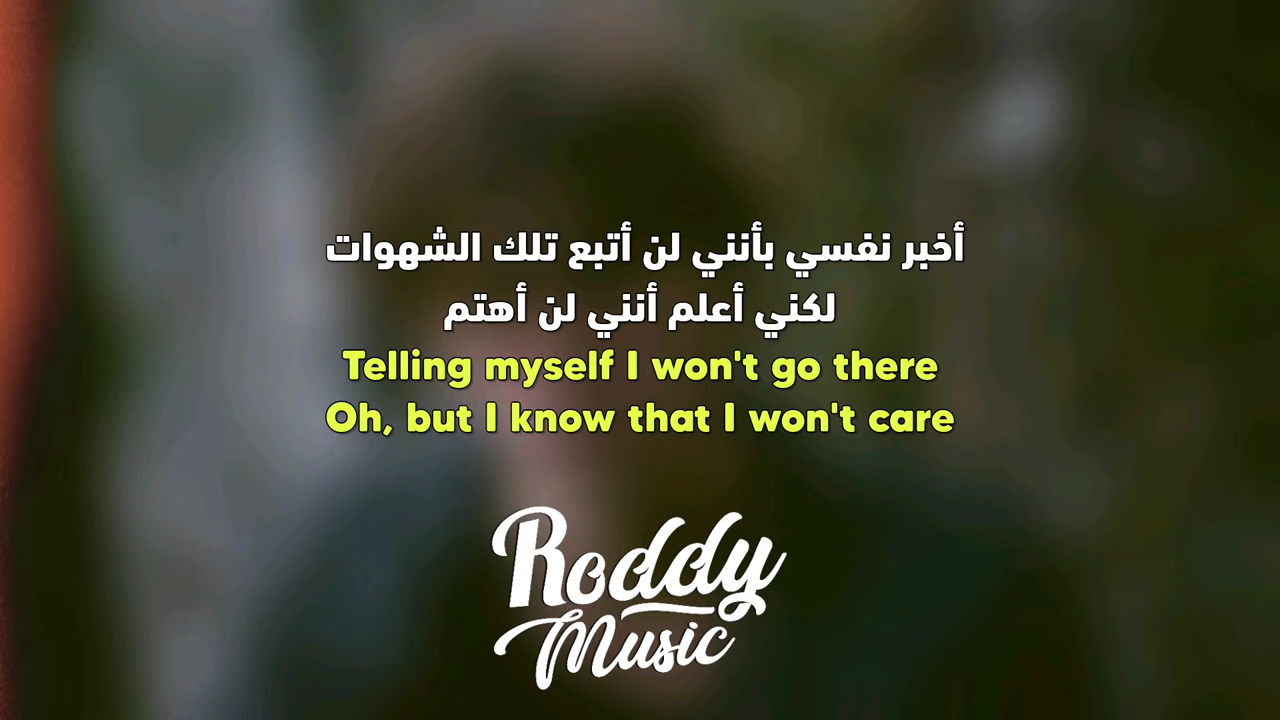 أخبر نفسي بأنني لن أتبع تلك الشهوات
لكني أعلم أنني لن أهتم
Telling myself I won't go there
Oh, but I know that I won't care
Roddy
Music